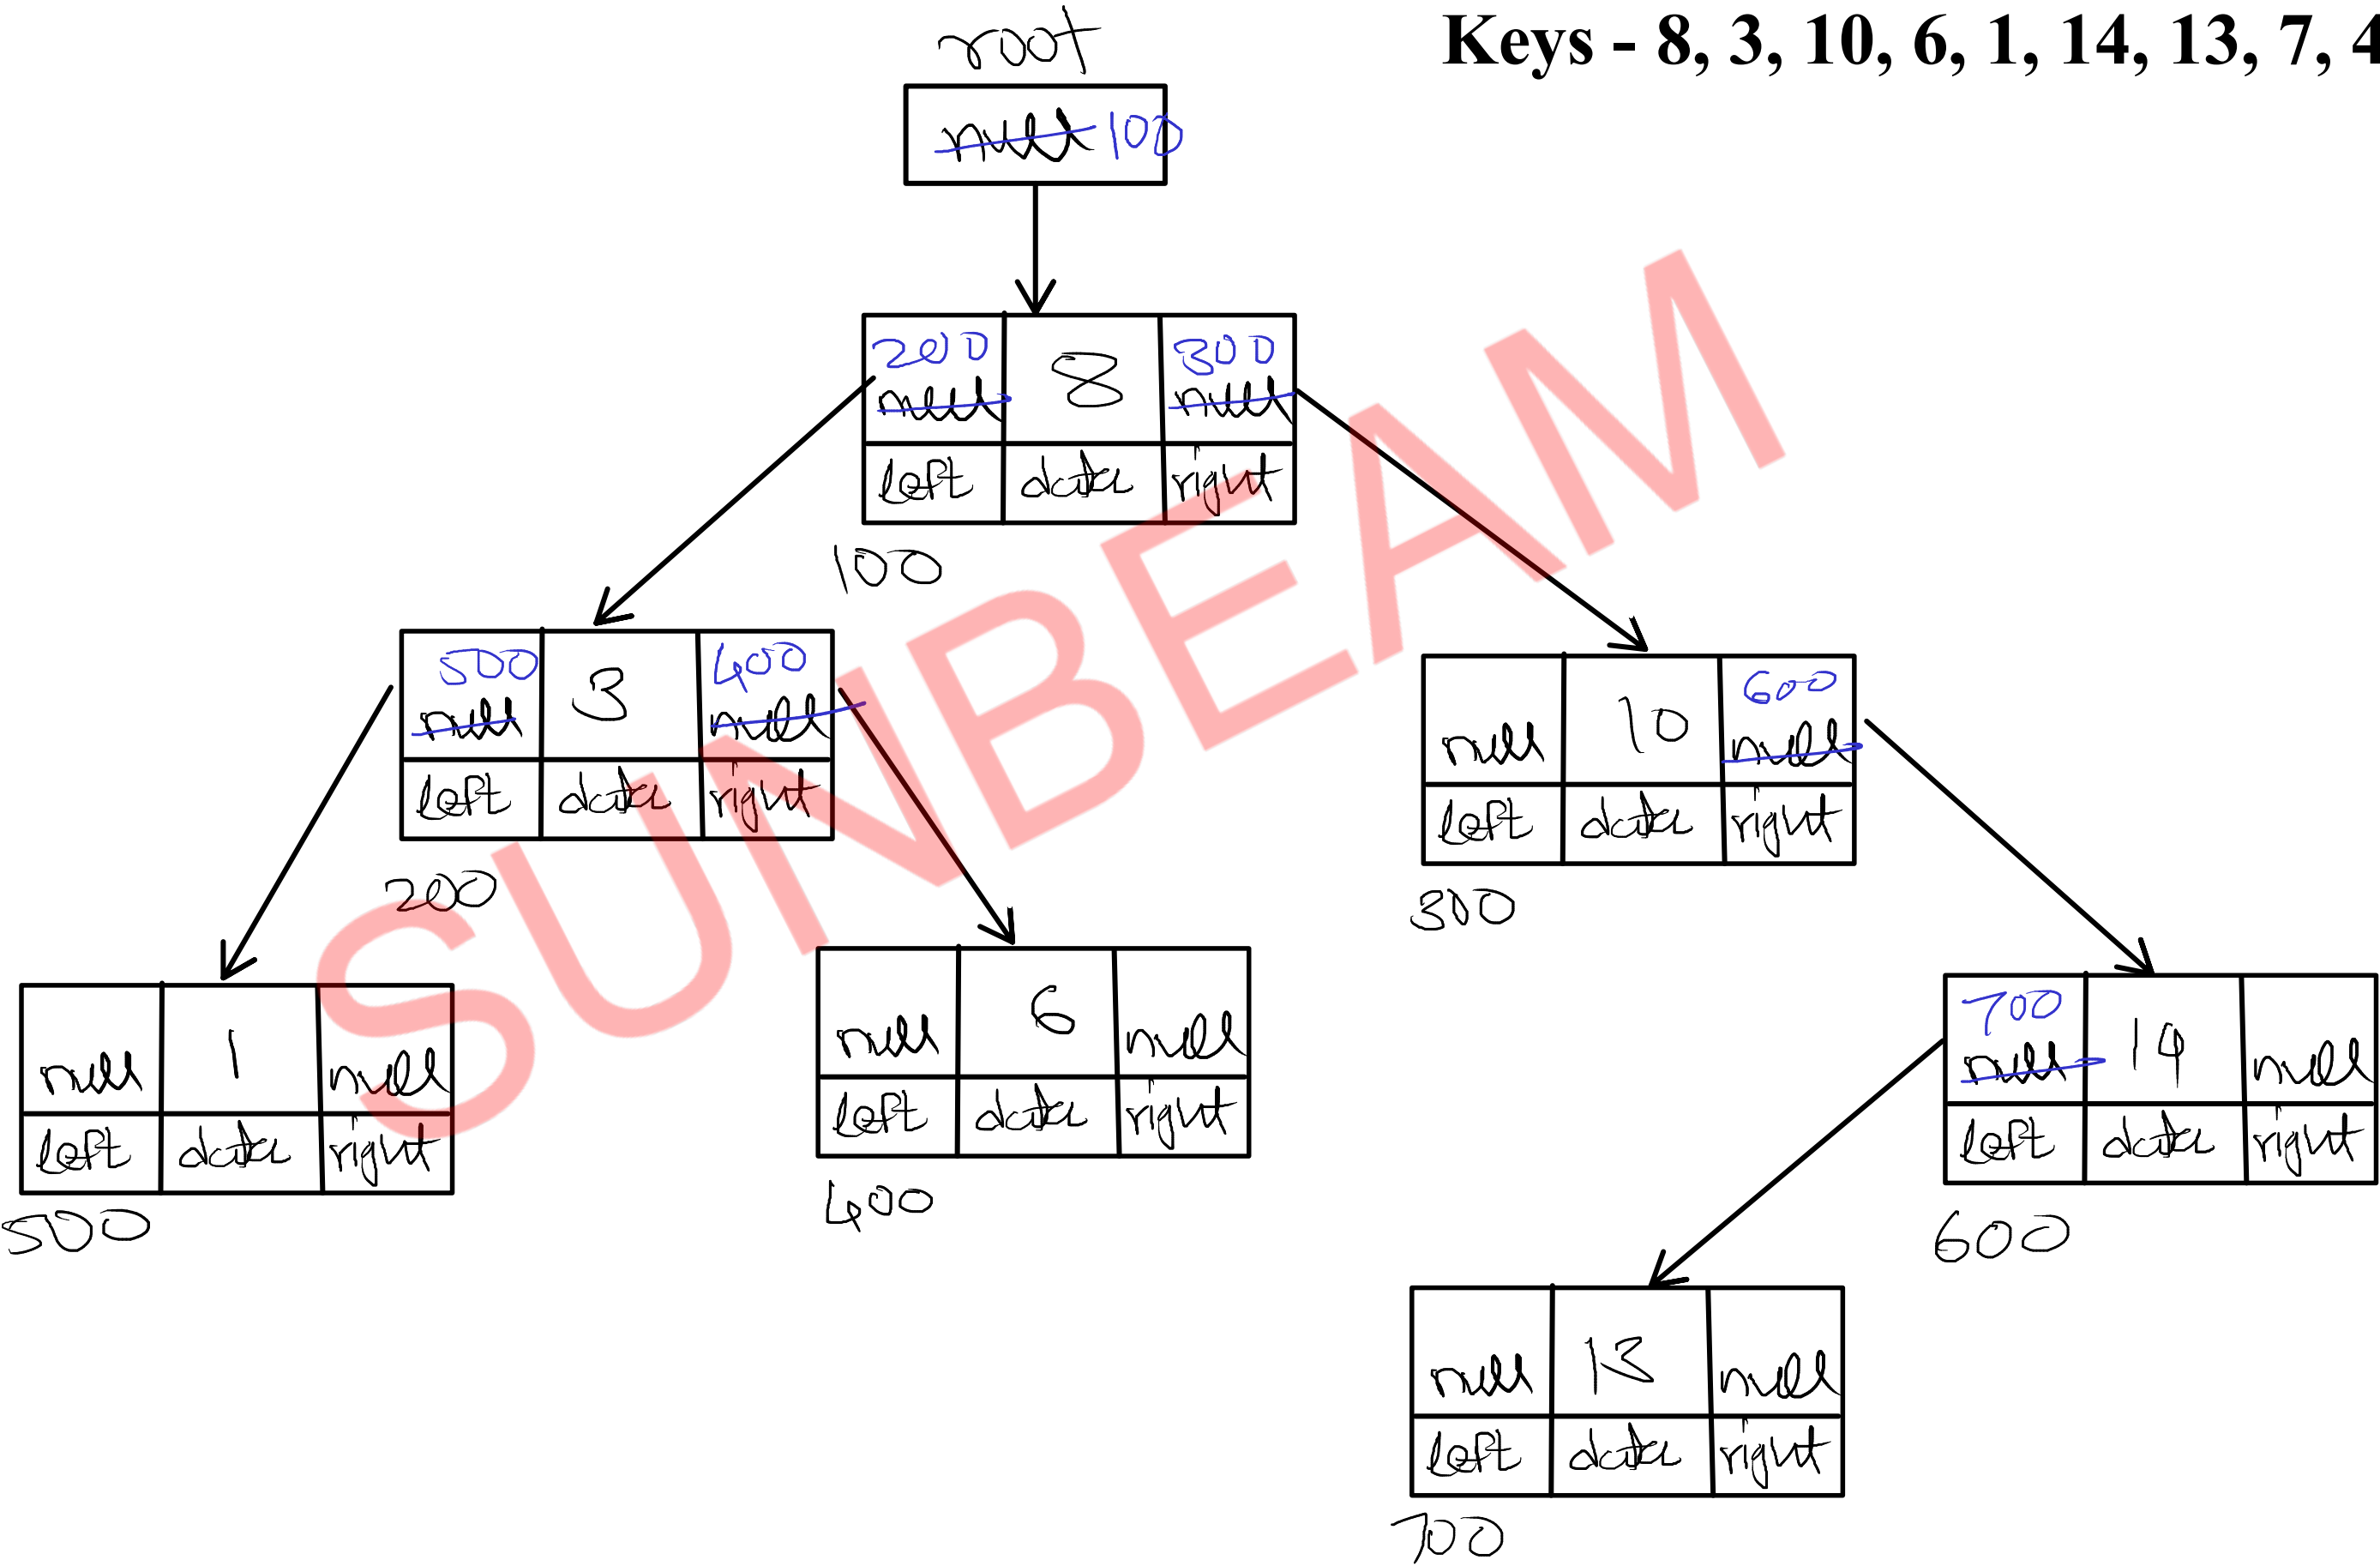 Keys - 8, 3, 10, 6, 1, 14, 13, 7, 4
root
null 100
200 8 300
null null
left data right
100
500 3 400
null null
left data right
200
10 600
null null
left data right
300
1
null null
left data right
500
6
null null
left data right
400
700 14
null null
left data right
600
13
null null
left data right
700
SUNBEAM